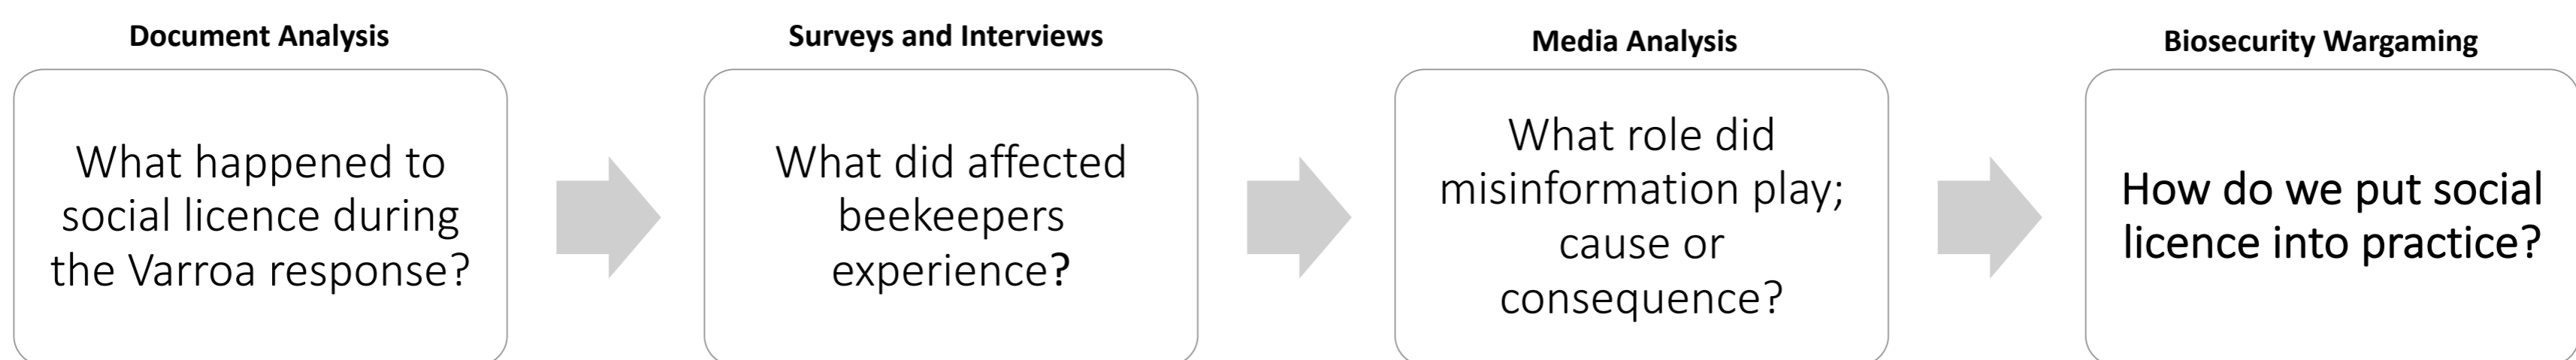 Document Analysis
What happened to
social licence during
the Varroa response?
Surveys and Interviews
What did affected
beekeepers
experience?
Media Analysis
What role did
misinformation play;
cause or
consequence?
Biosecurity Wargaming
How do we put social
licence into practice?